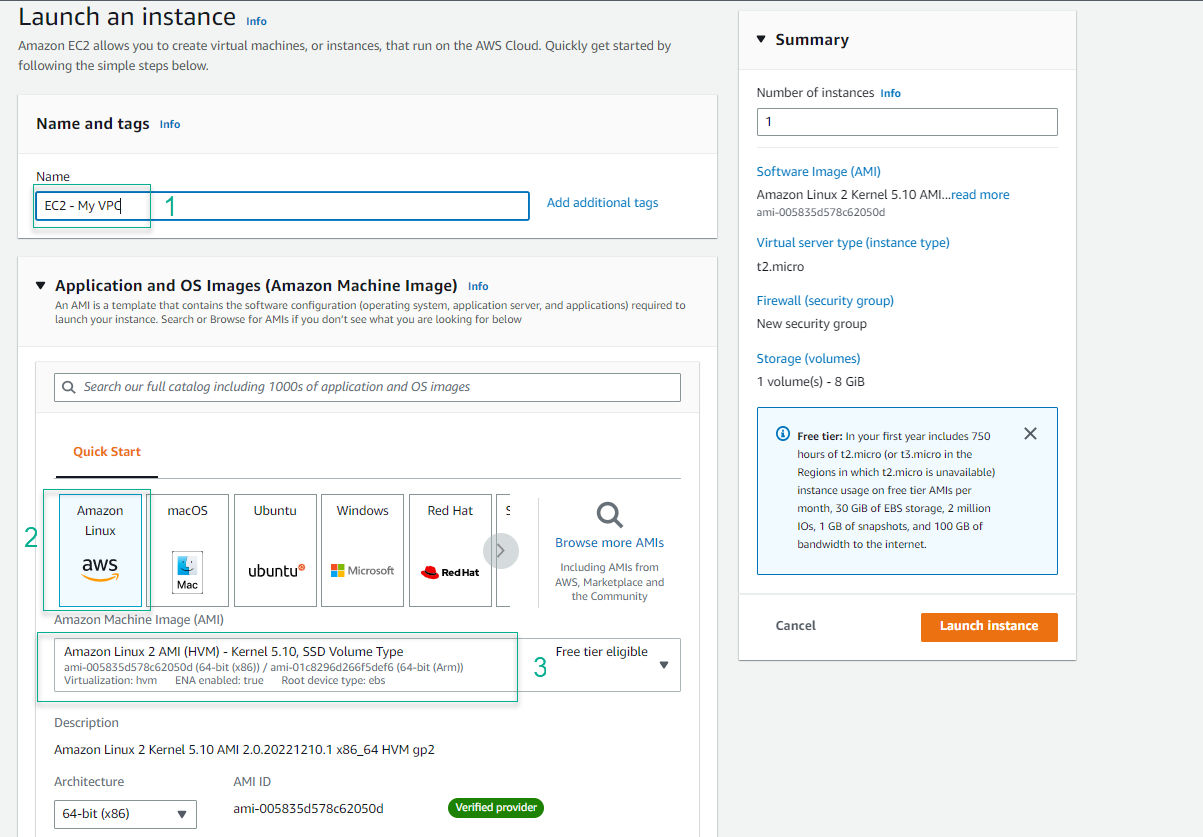 Launch an instance Info
Amazon EC2 allows you to create virtual machines, or instances, that run on the AWS Cloud. Quickly get started by
following the simple steps below.
Name and tags Info
Name
EC2 - My VPC
1
Add additional tags
Application and OS Images (Amazon Machine Image) Info
An AMI is a template that contains the software configuration (operating system, application server, and applications) required to
launch your instance. Search or Browse for AMIs if you don't see what you are looking for below
Search our full catalog including 1000s of application and OS images
Quick Start
2
Amazon
Linux
aws
macOS
Mac
Ubuntu
ubuntu
Windows
Microsoft
Red Hat
Red Hat
S
Browse more AMIs
Including AMIs from
AWS, Marketplace and
the Community
Amazon Machine Image (AMI)
Amazon Linux 2 AMI (HVM) - Kernel 5.10, SSD Volume Type
ami-005835d578c62050d (64-bit (x86)) / ami-01c8296d266f5def6 (64-bit (Arm))
Virtualization: hvm ENA enabled: true Root device type: ebs
3
Free tier eligible
Description
Amazon Linux 2 Kernel 5.10 AMI 2.0.20221210.1 x86_64 HVM gp2
Architecture
64-bit (x86)
AMI ID
ami-005835d578c62050d
Verified provider
Summary
Number of instances Info
1
Software Image (AMI)
Amazon Linux 2 Kernel 5.10 AMI...read more
ami-005835d578c62050d
Virtual server type (instance type)
t2.micro
Firewall (security group)
New security group
Storage (volumes)
1 volume(s) - 8 GiB
Free tier: In your first year includes 750
hours of t2.micro (or t3.micro in the
Regions in which t2.micro is unavailable)
instance usage on free tier AMIs per
month, 30 GiB of EBS storage, 2 million
IOs, 1 GB of snapshots, and 100 GB of
bandwidth to the internet.
Cancel
Launch instance